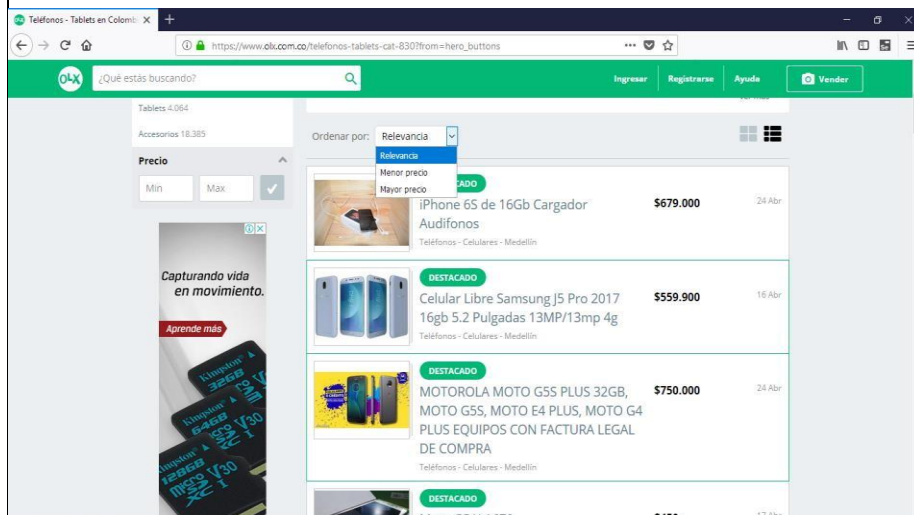 Teléfonos - Tablets en Colomb
https://www.olx.com.co/telefonos-tablets-cat-830?from=hero_buttons
OLX
¿Qué estás buscando?
Ingresar
Registrarse
Ayuda
Vender
Tablets 4.064
Accesorios 18.385
Precio
Min
Max
Ordenar por:
Relevancia
Relevancia
Menor precio
Mayor precio
iPhone 6S de 16Gb Cargador
Audifonos
Teléfonos - Celulares - Medellín
$679.000
24 Abr
DESTACADO
Celular Libre Samsung J5 Pro 2017
16gb 5.2 Pulgadas 13MP/13mp 4g
Teléfonos - Celulares - Medellín
$559.900
16 Abr
DESTACADO
MOTOROLA MOTO G5S PLUS 32GB,
MOTO G5S, MOTO E4 PLUS, MOTO G4
PLUS EQUIPOS CON FACTURA LEGAL
DE COMPRA
Teléfonos - Celulares - Medellín
$750.000
24 Abr
DESTACADO
Capturando vida
en movimiento.
Aprende más
Kingston
32GB
Kingston
64GB
V30
Kingston
128GB
V30